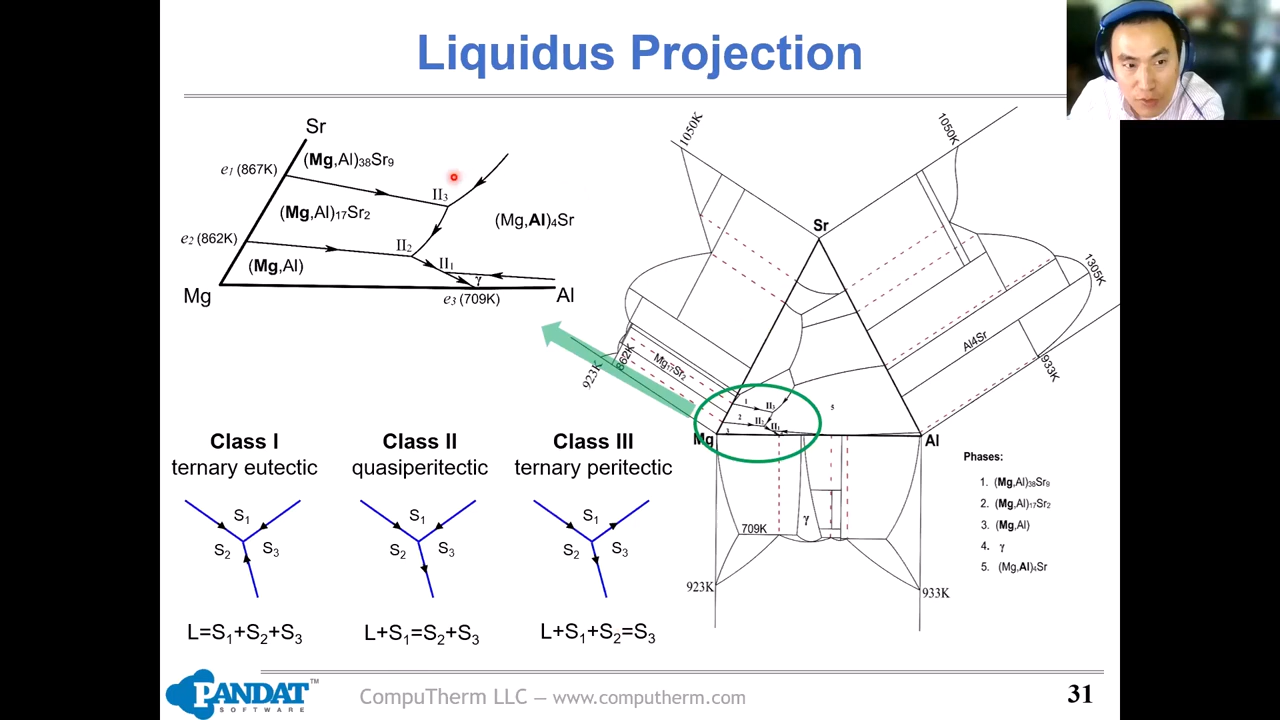 Liquidus Projection
Sr
e₁ (867K)
(Mg,Al)₃₈Sr₉
II₃
(Mg,Al)₁₇Sr₂
(Mg,Al)₄Sr
e₂ (862K)
II₂
(Mg,Al)
II₁
γ
Mg
e₃ (709K)
Al
1050K
1050K
Sr
1305K
Al4Sr
933K
Mg₁₇Sr₂
862K
923K
1
II₃
2
II₂
II₁
3
5
Mg
Al
γ
709K
923K
933K
Phases:
1. (Mg,Al)₃₈Sr₉
2. (Mg,Al)₁₇Sr₂
3. (Mg,Al)
4. γ
5. (Mg,Al)₄Sr
Class I
ternary eutectic
S₁
S₂
S₃
L=S₁+S₂+S₃
Class II
quasiperitectic
S₁
S₂
S₃
L+S₁=S₂+S₃
Class III
ternary peritectic
S₁
S₂
S₃
L+S₁+S₂=S₃
PANDAT™
SOFTWARE
CompuTherm LLC – www.computherm.com
31